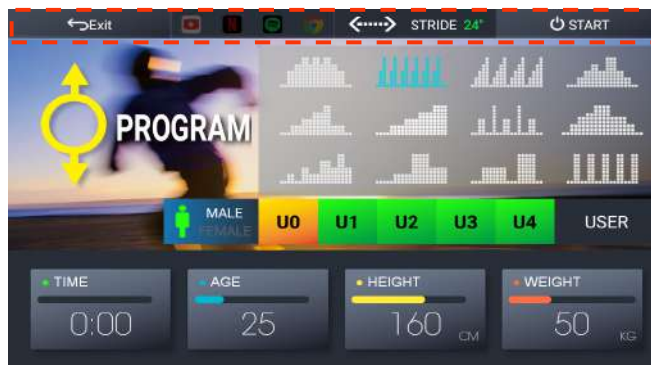 Exit STRIDE 24" START
PROGRAM
MALE
FEMALE
U0 U1 U2 U3 U4 USER
TIME AGE HEIGHT WEIGHT
0:00 25 160 CM 50 KG